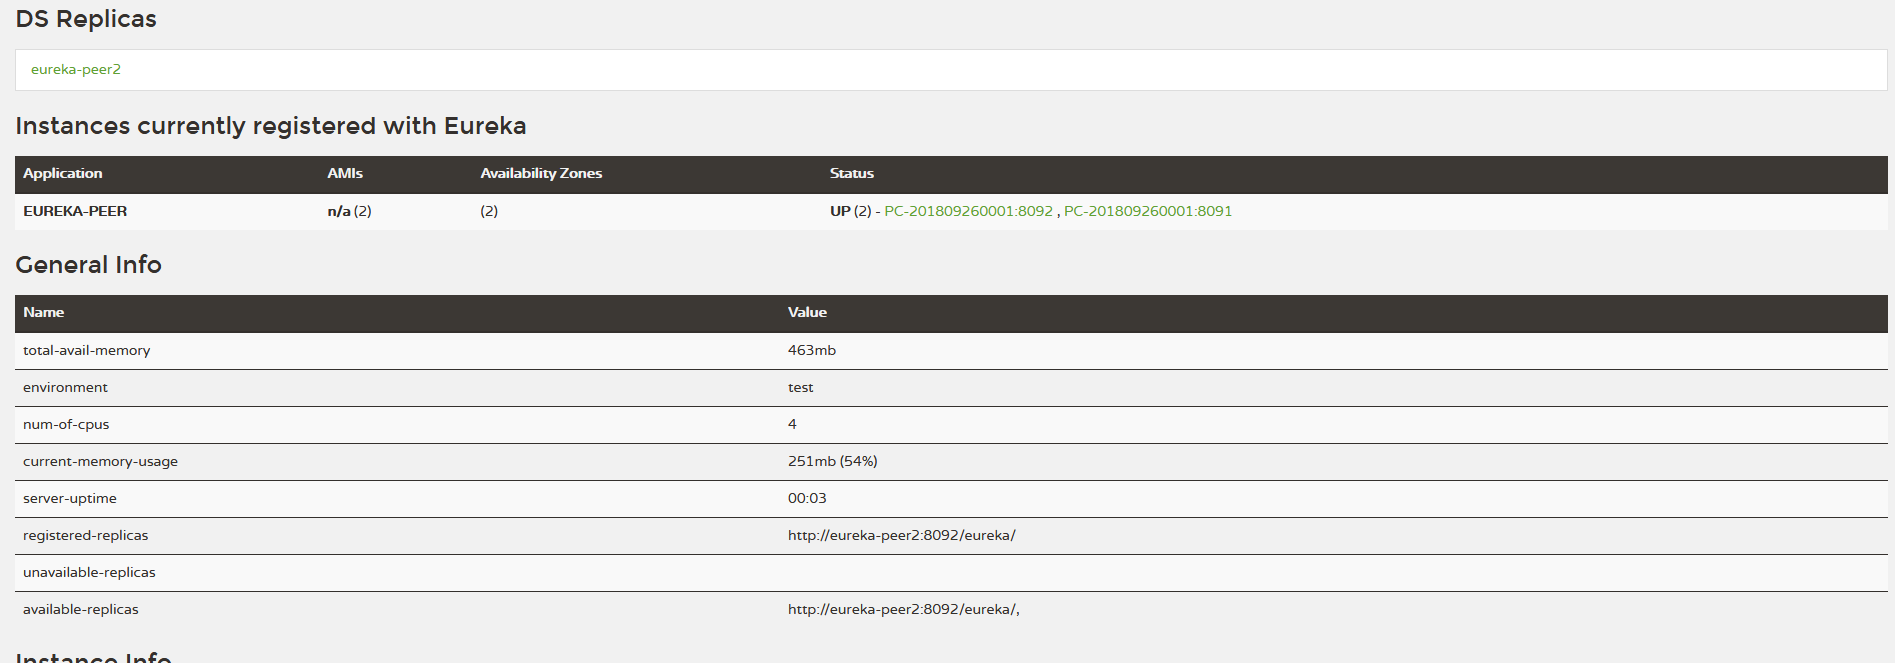 DS Replicas
eureka-peer2
Instances currently registered with Eureka
Application AMIs Availability Zones Status
EUREKA-PEER n/a (2) (2) UP (2) - PC-201809260001:8092 , PC-201809260001:8091
General Info
Name Value
total-avail-memory 463mb
environment test
num-of-cpus 4
current-memory-usage 251mb (54%)
server-uptime 00:03
registered-replicas http://eureka-peer2:8092/eureka/
unavailable-replicas
available-replicas http://eureka-peer2:8092/eureka/,
Instance Info